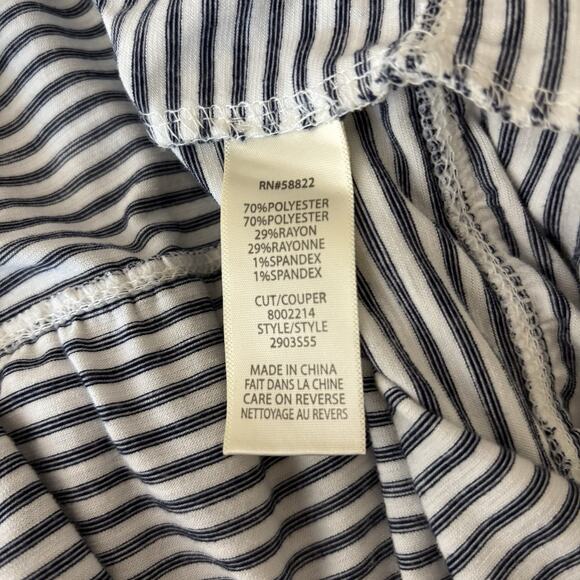 RN#58822
70%POLYESTER
70%POLYESTER
29%RAYON
29%RAYONNE
1%SPANDEX
1%SPANDEX
CUT/COUPER
8002214
STYLE/STYLE
2903S55
MADE IN CHINA
FAIT DANS LA CHINE
CARE ON REVERSE
NETTOYAGE AU REVERS